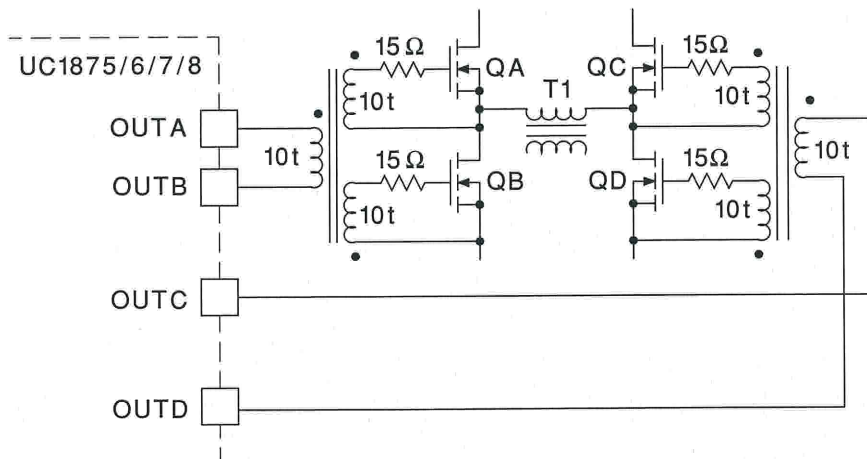 UC1875/6/7/8
15Ω
QA
T1
QC
15Ω
OUTA
10t
10t
10t
10t
OUTB
15Ω
QB
QD
15Ω
10t
10t
OUTC
OUTD